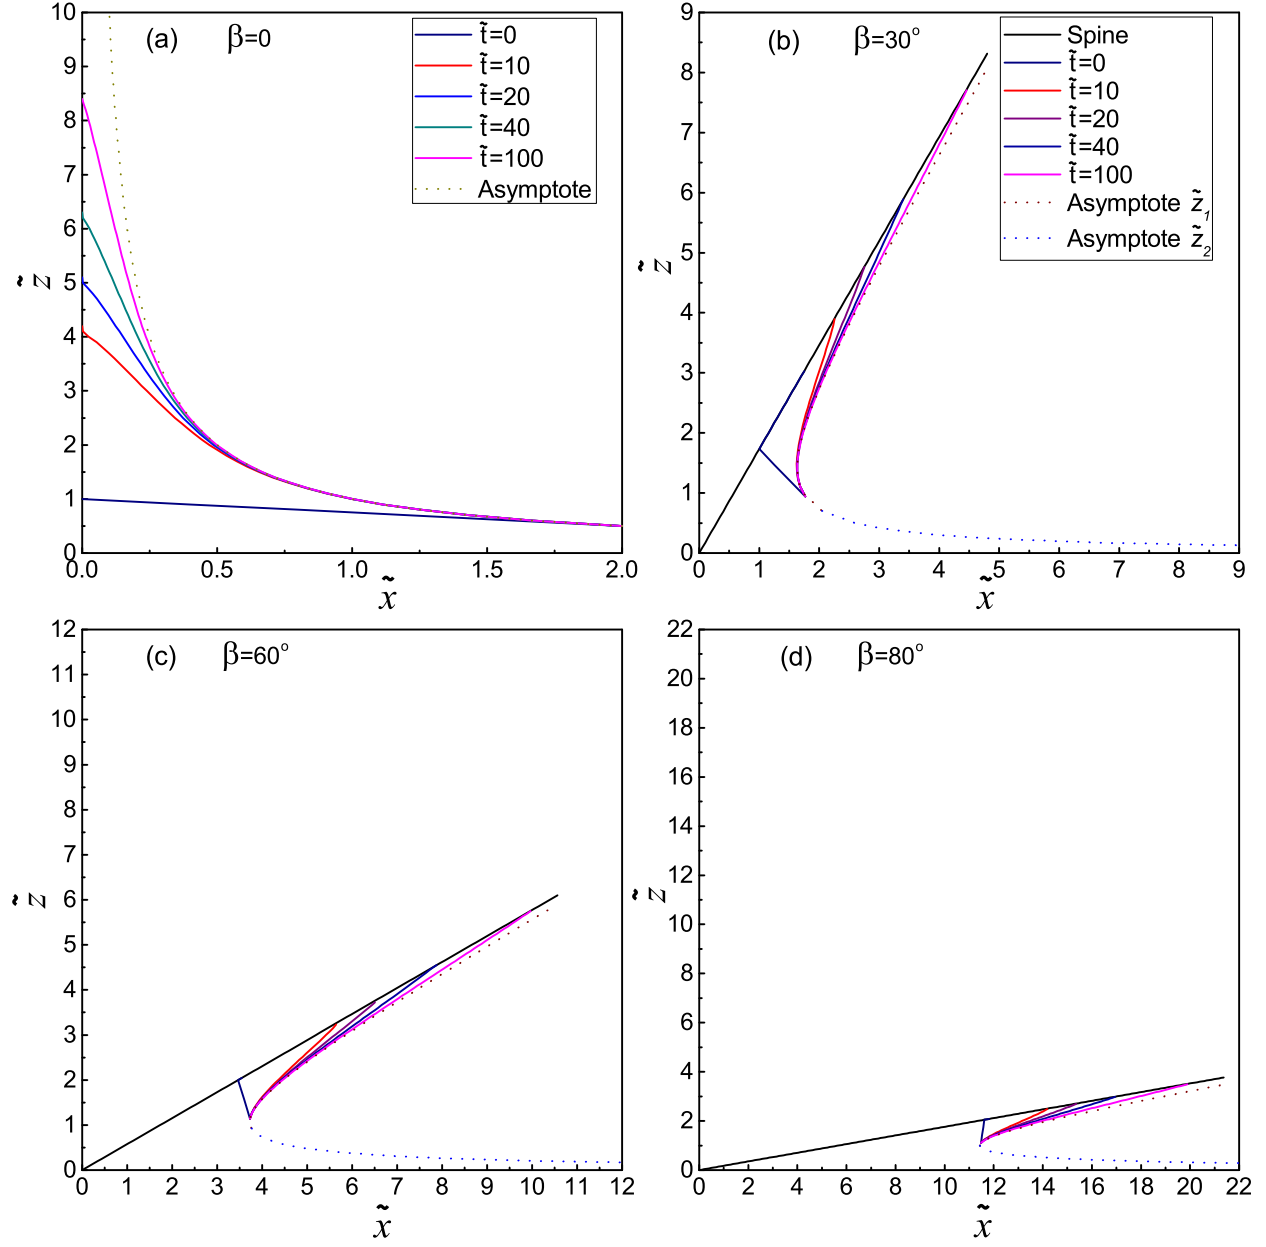 (a) β=0
t̃=0
t̃=10
t̃=20
t̃=40
t̃=100
Asymptote
10
9
8
7
6
5
4
3
2
1
0
z̃
0.0 0.5 1.0 1.5 2.0
x̃
(b) β=30°
Spine
t̃=0
t̃=10
t̃=20
t̃=40
t̃=100
Asymptote z̃₁
Asymptote z̃₂
9
8
7
6
5
4
3
2
1
0
z̃
0 1 2 3 4 5 6 7 8 9
x̃
(c) β=60°
12
11
10
9
8
7
6
5
4
3
2
1
0
z̃
0 1 2 3 4 5 6 7 8 9 10 11 12
x̃
(d) β=80°
22
20
18
16
14
12
10
8
6
4
2
0
z̃
0 2 4 6 8 10 12 14 16 18 20 22
x̃